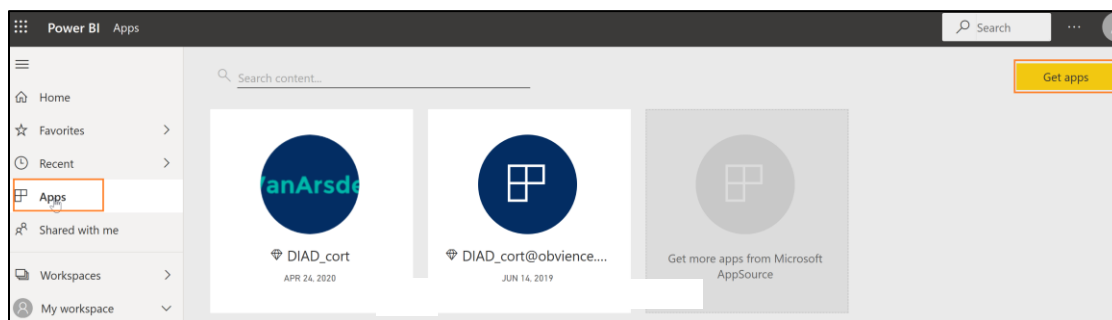 Power BI Apps
Search
Search content...
Get apps
Home
Favorites
Recent
Apps
Shared with me
Workspaces
My workspace
DIAD_cort
APR 24, 2020
DIAD_cort@obvience....
JUN 14, 2019
Get more apps from Microsoft
AppSource